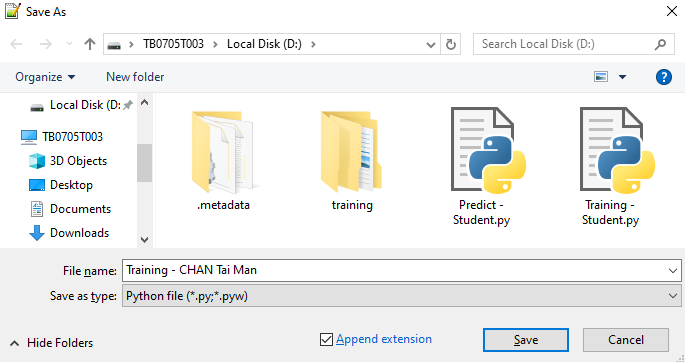 Save As
TB0705T003 > Local Disk (D:) >
Search Local Disk (D:)
Organize
New folder
Local Disk (D:
TB0705T003
3D Objects
Desktop
Documents
Downloads
.metadata
training
Predict -
Student.py
Training -
Student.py
File name:
Training - CHAN Tai Man
Save as type:
Python file (*.py;*.pyw)
Hide Folders
Append extension
Save
Cancel